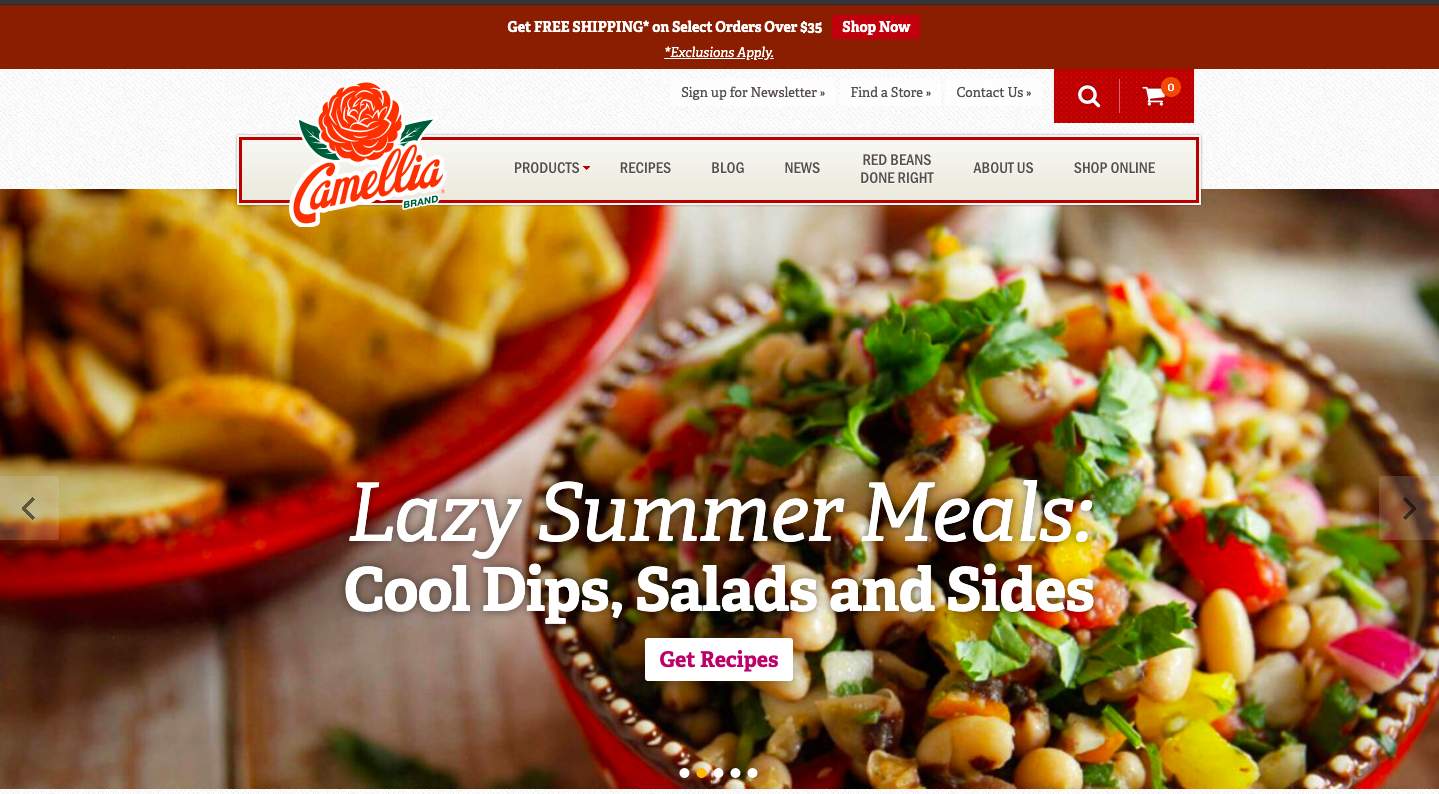 Get FREE SHIPPING* on Select Orders Over $35 Shop Now
*Exclusions Apply.
Sign up for Newsletter »
Find a Store »
Contact Us »
0
Camellia
BRAND
PRODUCTS
RECIPES
BLOG
NEWS
RED BEANS
DONE RIGHT
ABOUT US
SHOP ONLINE
Lazy Summer Meals:
Cool Dips, Salads and Sides
Get Recipes